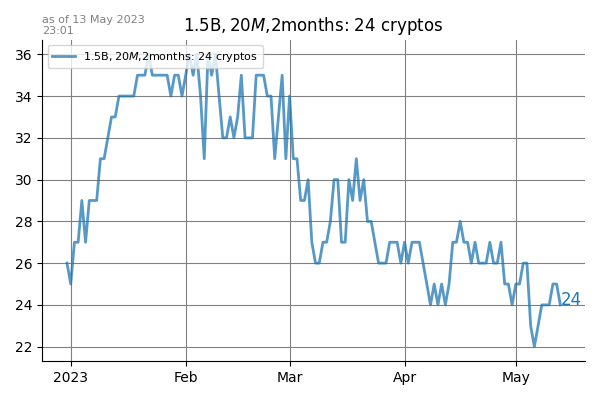 as of 13 May 2023
23:01
1.5B, 20M,2months: 24 cryptos
1.5B, 20M,2months: 24 cryptos
36
34
32
30
28
26
24
22
24
2023 Feb Mar Apr May